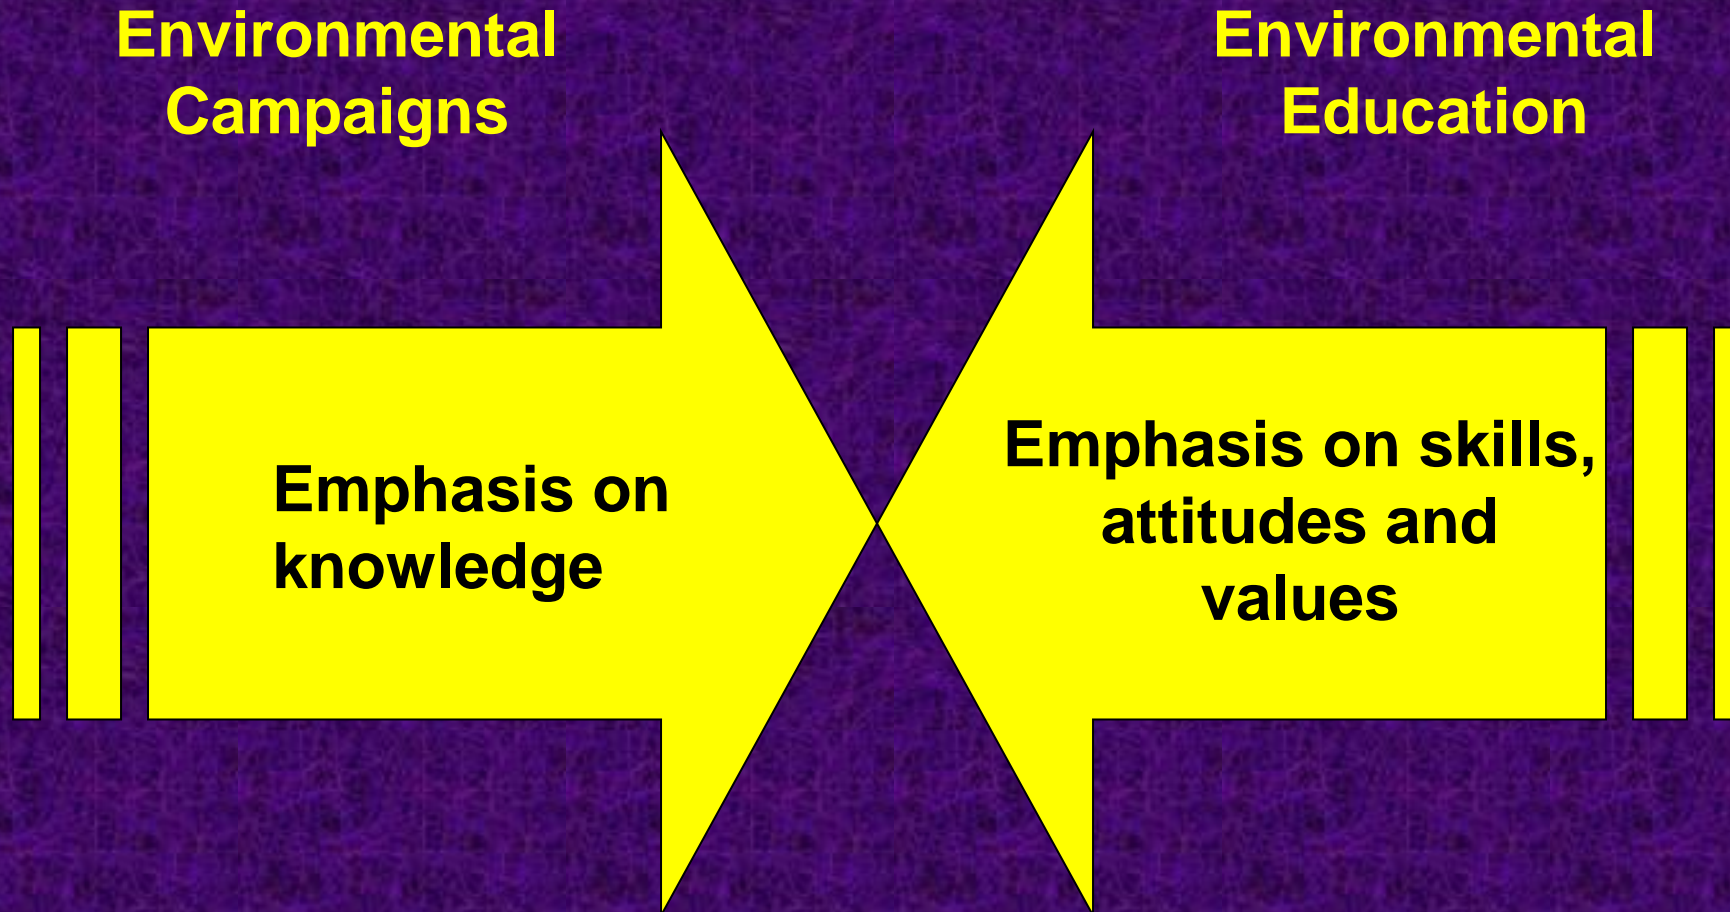 Environmental
Campaigns
Environmental
Education
Emphasis on
knowledge
Emphasis on skills,
attitudes and
values